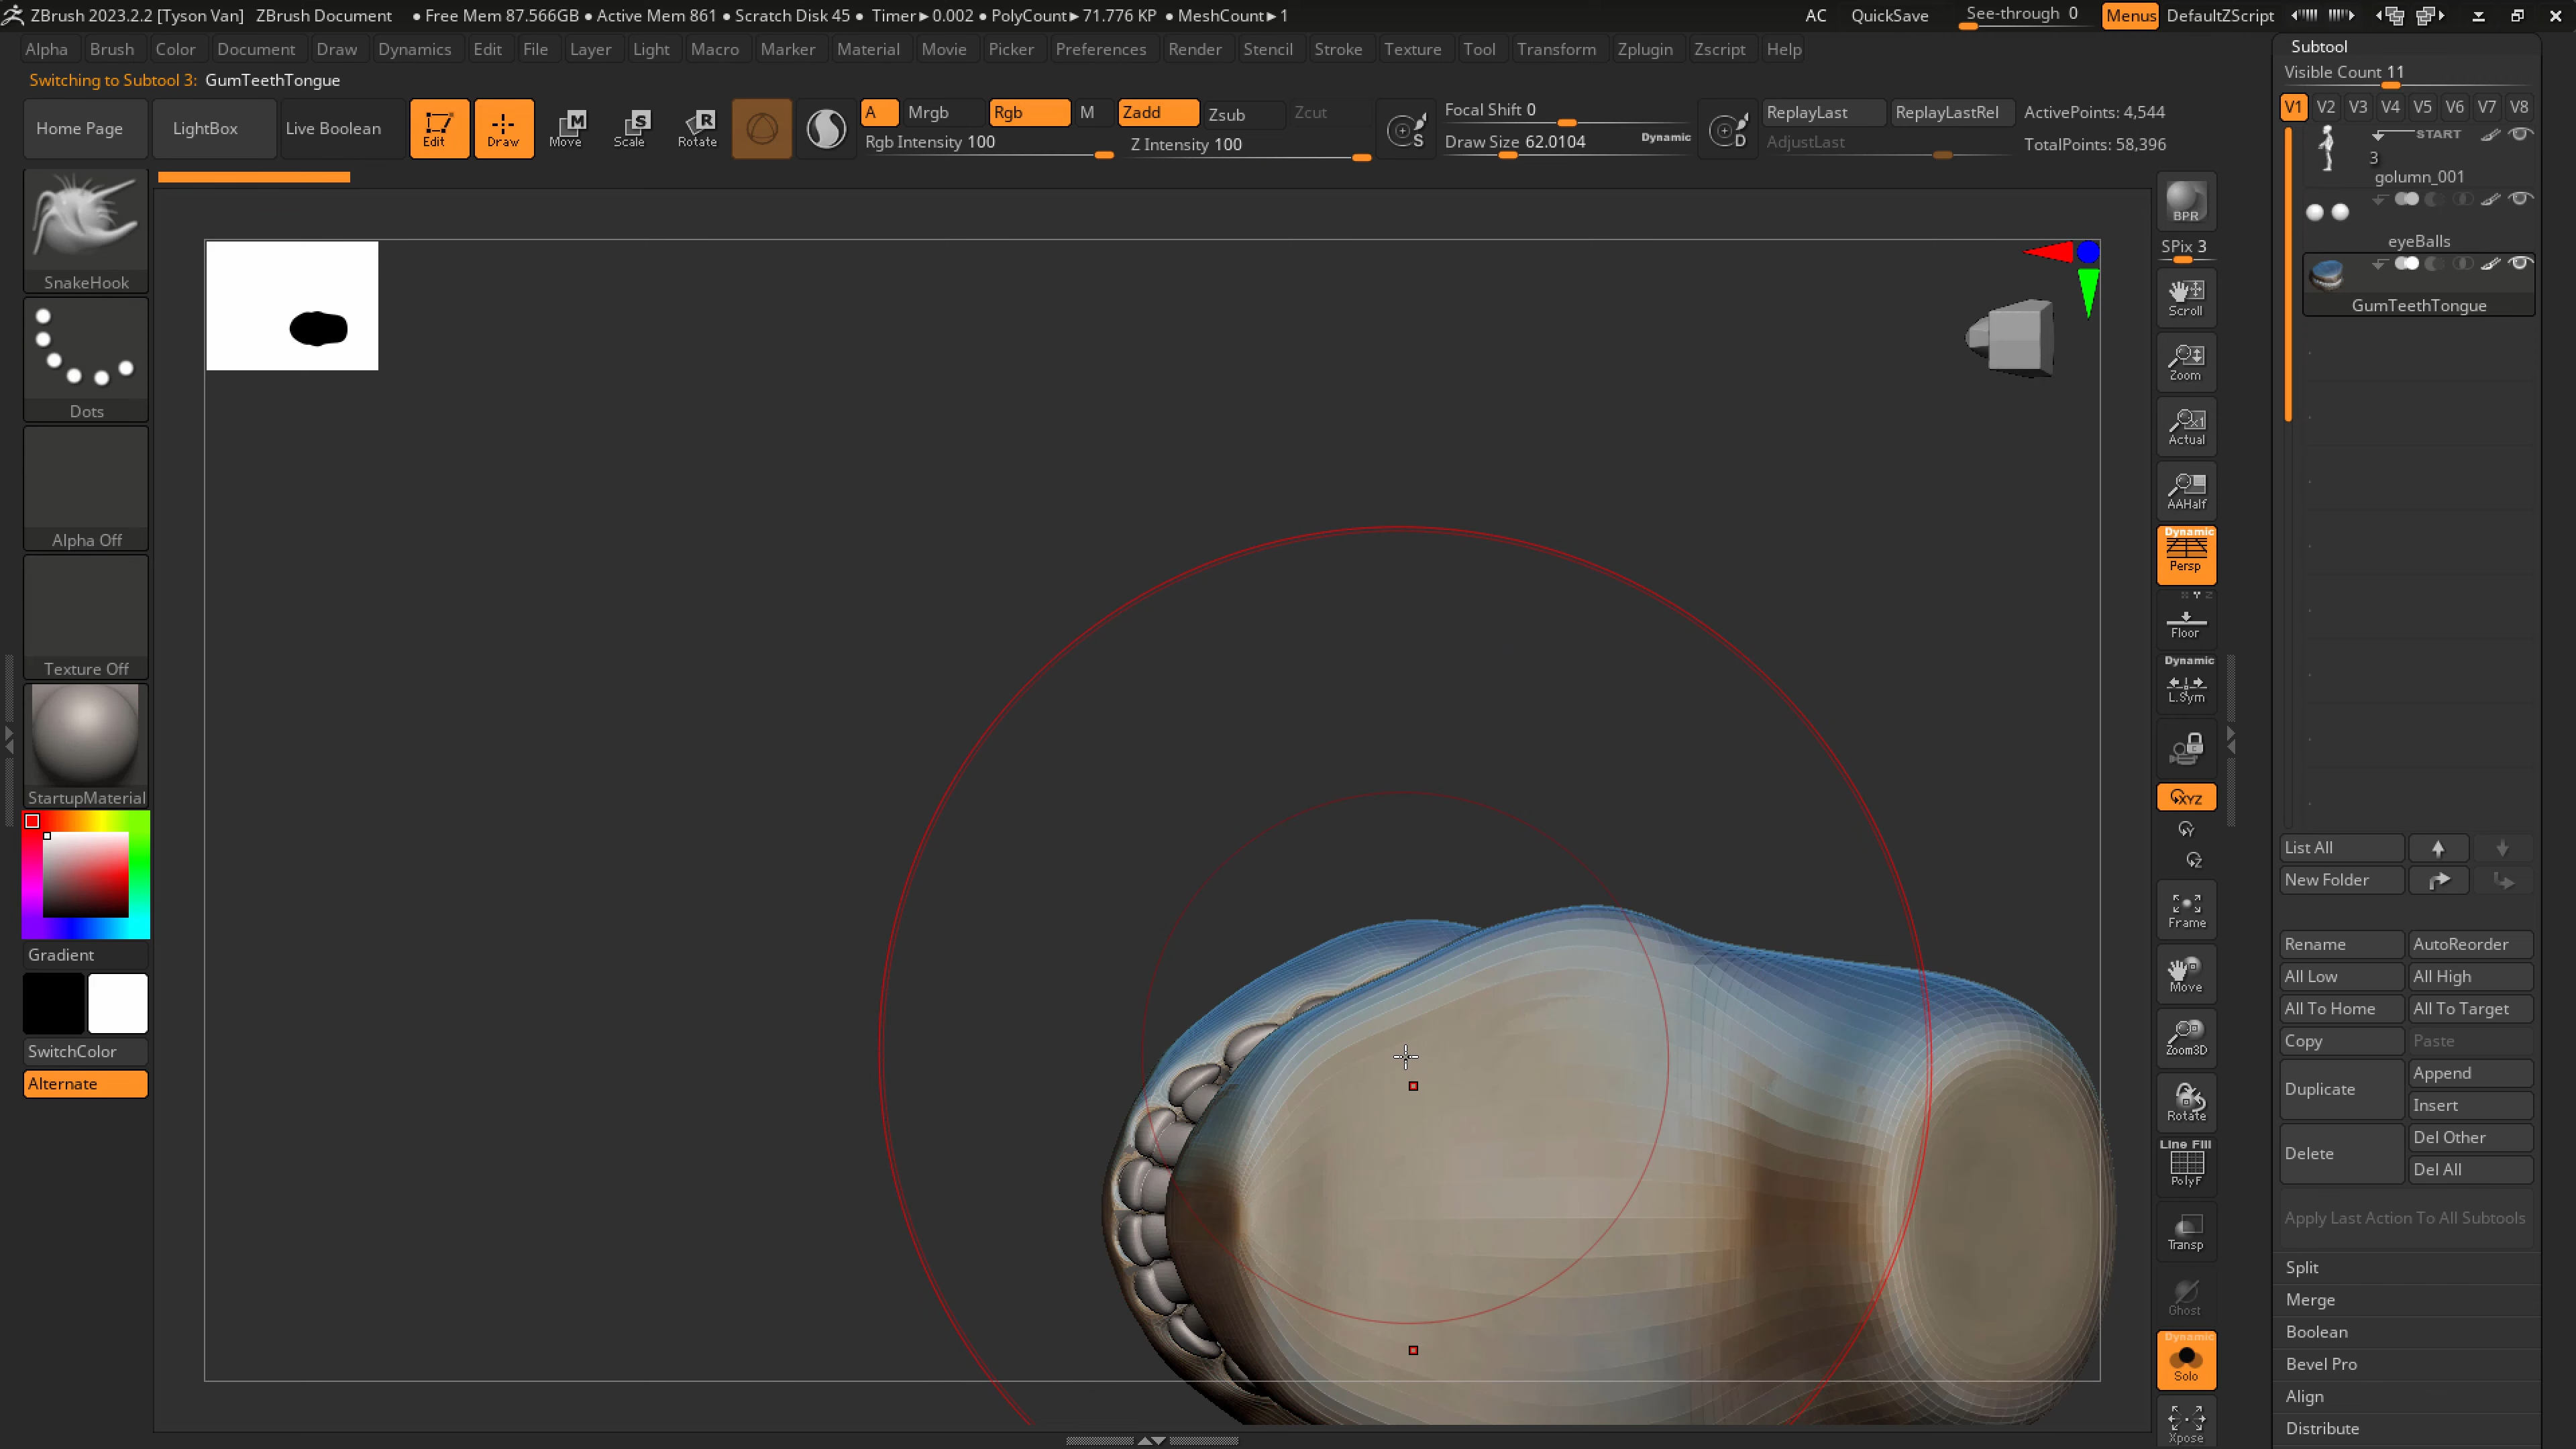 ZBrush 2023.2.2 [Tyson Van] ZBrush Document • Free Mem 87.566GB • Active Mem 861 • Scratch Disk 45 • Timer►0.002 • PolyCount►71.776 KP • MeshCount►1 AC QuickSave See-through 0 Menus DefaultZScript
Alpha Brush Color Document Draw Dynamics Edit File Layer Light Macro Marker Material Movie Picker Preferences Render Stencil Stroke Texture Tool Transform Zplugin Zscript Help
Switching to Subtool 3: GumTeethTongue
Home Page LightBox Live Boolean Edit Draw Move Scale Rotate
M S R
A Mrgb Rgb M Zadd Zsub Zcut
Rgb Intensity 100 Z Intensity 100
S Focal Shift 0
Draw Size 62.0104 Dynamic
D ReplayLast ReplayLastRel
AdjustLast
ActivePoints: 4,544
TotalPoints: 58,396
SnakeHook
Dots
Alpha Off
Texture Off
StartupMaterial
Gradient
SwitchColor
Alternate
BPR
SPix 3
Scroll
Zoom
x1
Actual
AAHalf
Dynamic
Persp
X Y Z
Floor
Dynamic
L.Sym
XYZ
Y
Z
Frame
Move
Zoom3D
Rotate
Line Fill
PolyF
Transp
Ghost
Dynamic
Solo
Xpose
Subtool
Visible Count 11
V1 V2 V3 V4 V5 V6 V7 V8
START
3
golumn_001
eyeBalls
GumTeethTongue
List All
New Folder
Rename AutoReorder
All Low All High
All To Home All To Target
Copy Paste
Duplicate Append
Insert
Delete Del Other
Del All
Apply Last Action To All Subtools
Split
Merge
Boolean
Bevel Pro
Align
Distribute